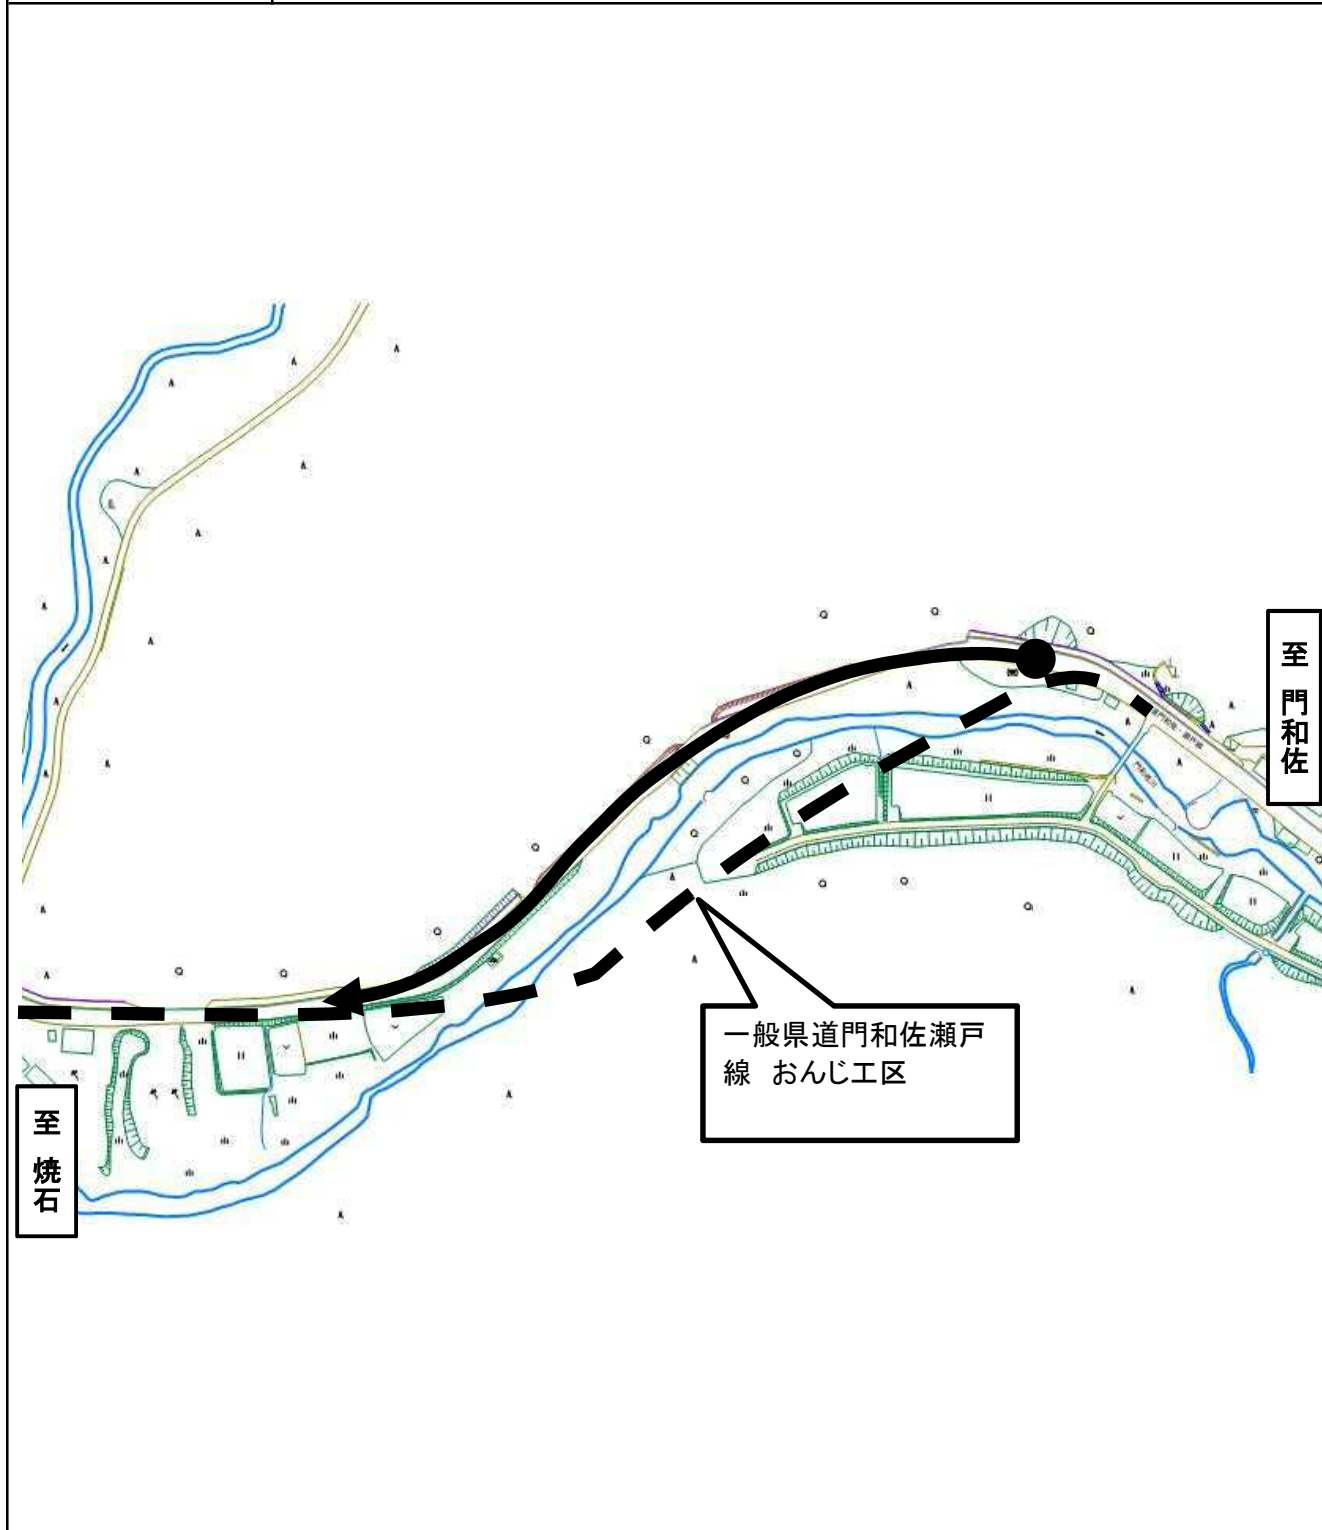 至 門和佐
一般県道門和佐瀬戸
線 おんじ工区
至 焼石